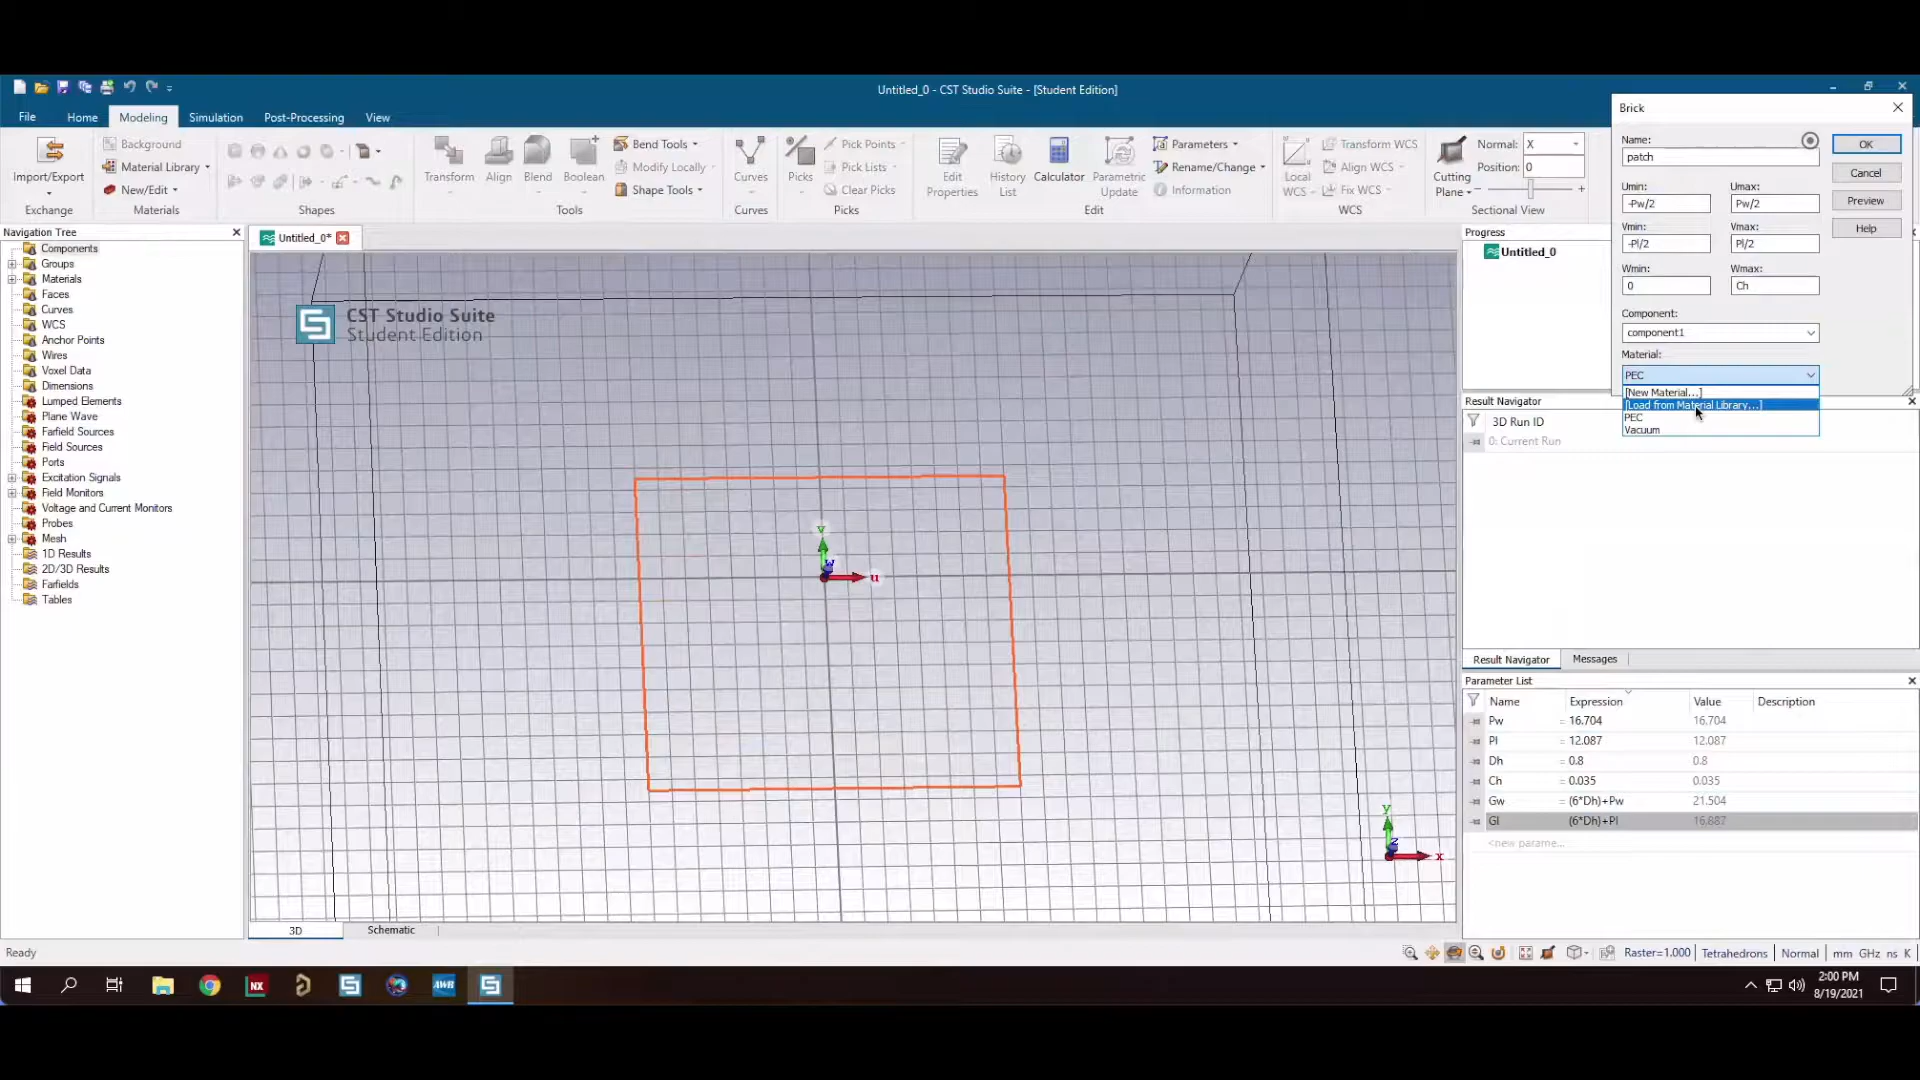 Untitled_0 - CST Studio Suite - [Student Edition]
File
Home
Modeling
Simulation
Post-Processing
View
Import/Export
Exchange
Background
Material Library
New/Edit
Materials
Shapes
Transform
Align
Blend
Boolean
Bend Tools
Modify Locally
Shape Tools
Tools
Curves
Curves
Picks
Pick Points
Pick Lists
Clear Picks
Picks
Edit
Properties
History
List
Calculator
Parametric
Update
Parameters
Rename/Change
Information
Edit
Local
WCS
Transform WCS
Align WCS
Fix WCS
WCS
Cutting
Plane
Normal: X
Position: 0
Sectional View
Brick
Name:
patch
OK
Cancel
Preview
Help
Umin: Umax:
-Pw/2 Pw/2
Vmin: Vmax:
-Pl/2 Pl/2
Wmin: Wmax:
0 Ch
Component:
component1
Material:
PEC
[New Material...]
[Load from Material Library...]
PEC
Vacuum
Navigation Tree
Components
Groups
Materials
Faces
Curves
WCS
Anchor Points
Wires
Voxel Data
Dimensions
Lumped Elements
Plane Wave
Farfield Sources
Field Sources
Ports
Excitation Signals
Field Monitors
Voltage and Current Monitors
Probes
Mesh
1D Results
2D/3D Results
Farfields
Tables
Untitled_0*
CST Studio Suite
Student Edition
v
w
u
y
z
x
3D
Schematic
Progress
Untitled_0
Result Navigator
3D Run ID
0: Current Run
Result Navigator
Messages
Parameter List
Name Expression Value Description
Pw = 16.704 16.704
Pl = 12.087 12.087
Dh = 0.8 0.8
Ch = 0.035 0.035
Gw = (6*Dh)+Pw 21.504
Gl (6*Dh)+Pl 16.887
<new parame...
Ready
Raster=1.000 Tetrahedrons Normal mm GHz ns K
NX
AWR
2:00 PM
8/19/2021